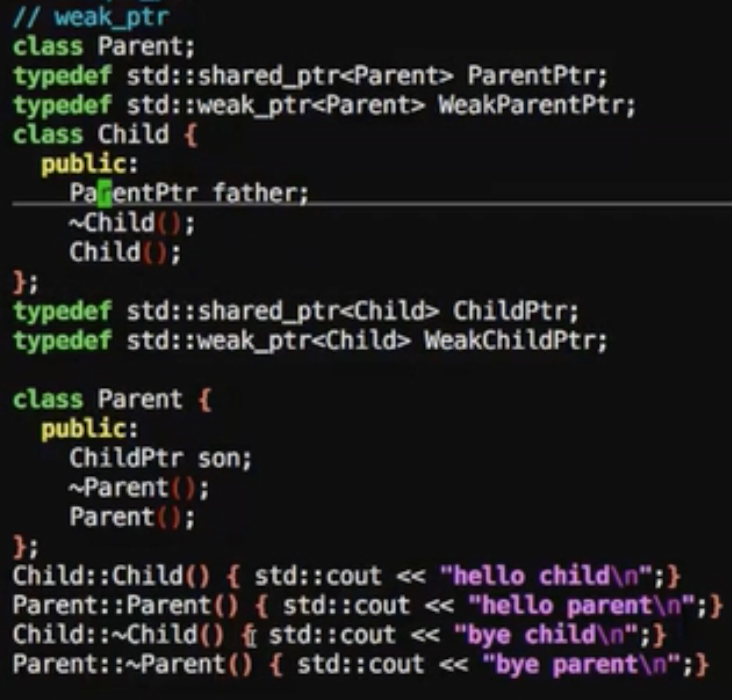 // weak_ptr
class Parent;
typedef std::shared_ptr<Parent> ParentPtr;
typedef std::weak_ptr<Parent> WeakParentPtr;
class Child {
  public:
    ParentPtr father;
    ~Child();
    Child();
};
typedef std::shared_ptr<Child> ChildPtr;
typedef std::weak_ptr<Child> WeakChildPtr;

class Parent {
  public:
    ChildPtr son;
    ~Parent();
    Parent();
};
Child::Child() { std::cout << "hello child\n";}
Parent::Parent() { std::cout << "hello parent\n";}
Child::~Child() { std::cout << "bye child\n";}
Parent::~Parent() { std::cout << "bye parent\n";}